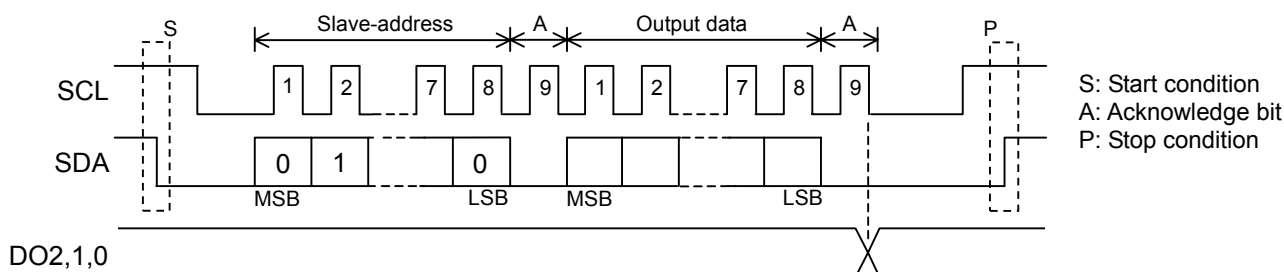 S Slave-address A Output data A P
SCL 1 2 7 8 9 1 2 7 8 9
S: Start condition
A: Acknowledge bit
P: Stop condition
SDA 0 1 0
MSB LSB MSB LSB
DO2,1,0